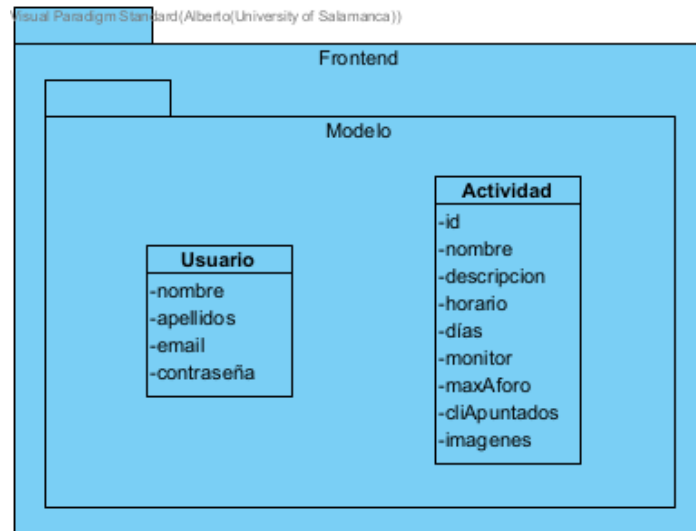 Visual Paradigm Standard(Alberto(University of Salamanca))
Frontend
Modelo
Usuario
-nombre
-apellidos
-email
-contraseña
Actividad
-id
-nombre
-descripcion
-horario
-días
-monitor
-maxAforo
-cliApuntados
-imagenes